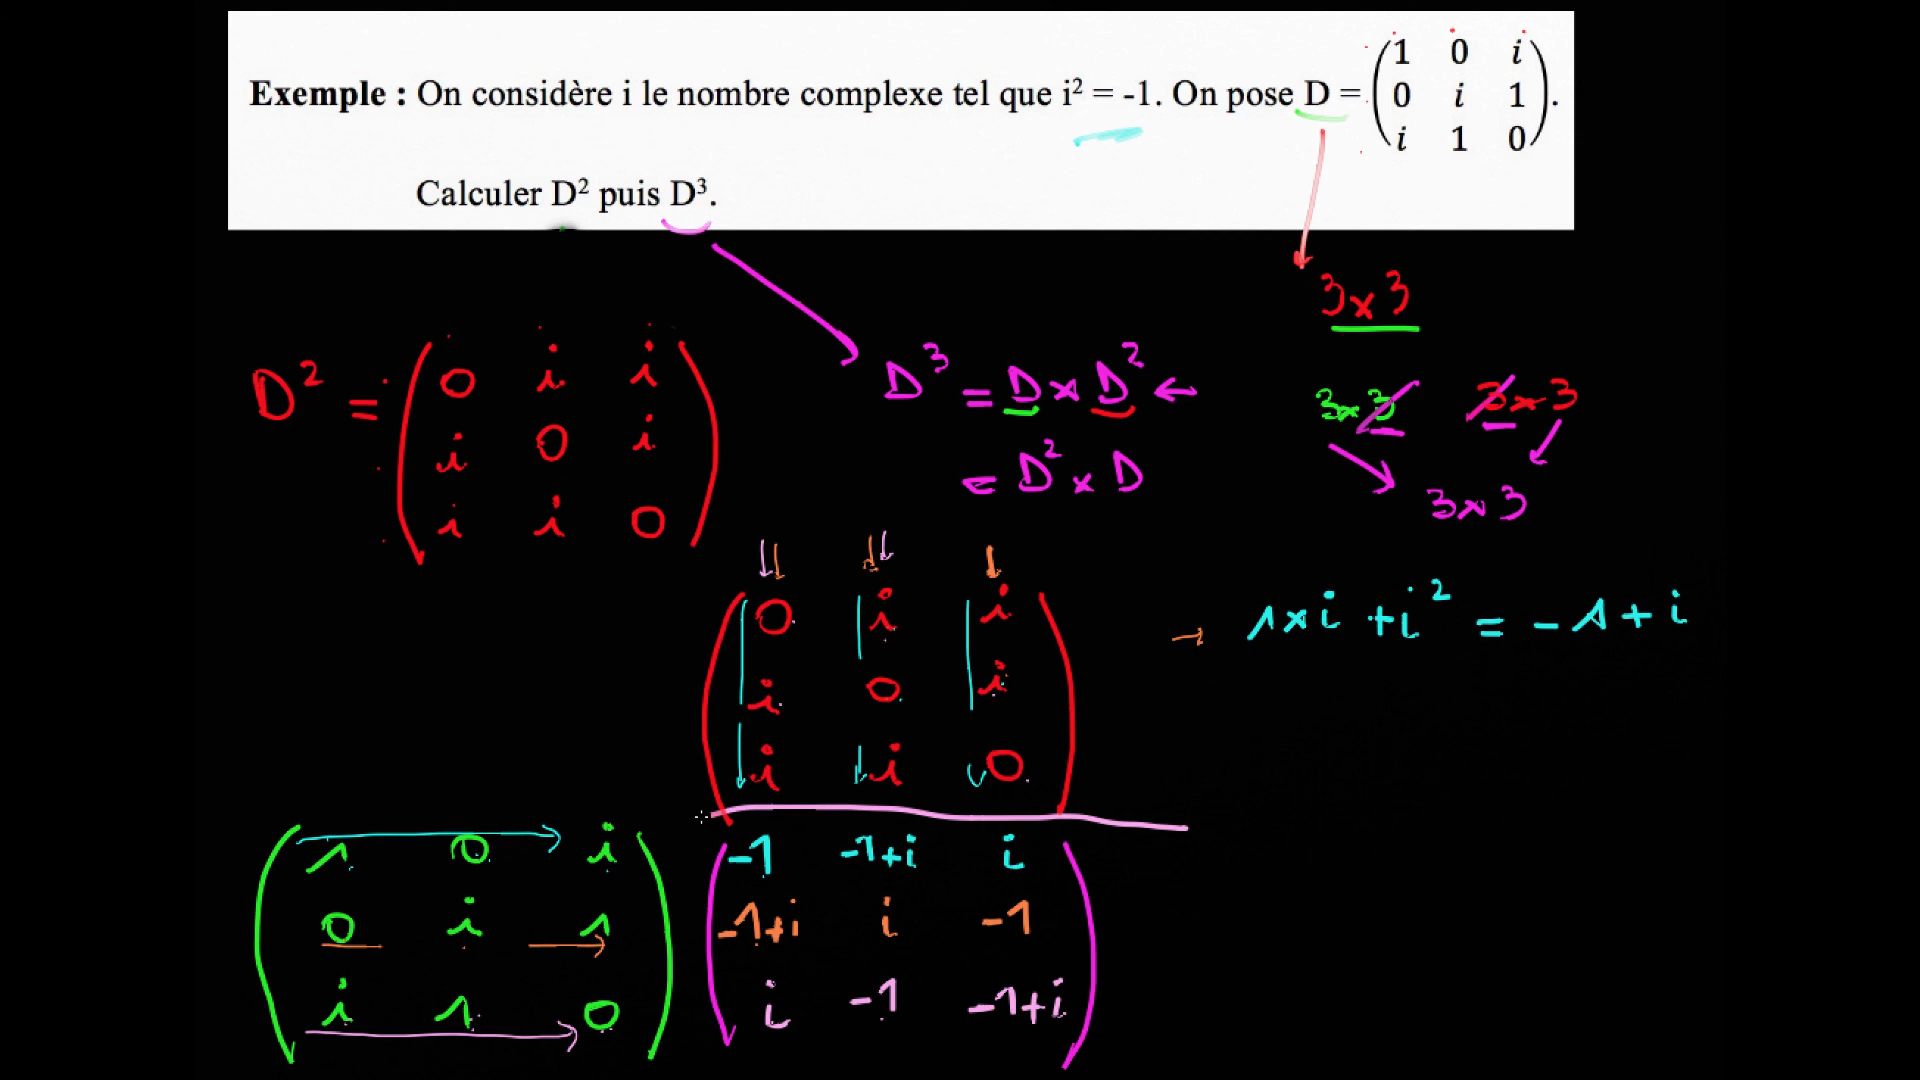 Exemple : On considère i le nombre complexe tel que i² = -1. On pose D = (1 0 i
0 i 1
i 1 0).
Calculer D² puis D³.
3x3
D² = (0 i i
i 0 i
i i 0)
D³ = D x D²
= D² x D
3x3 3x3
3x3
(0 i i
i 0 i
i i 0)
1xi + i² = -1 + i
(1 0 i
0 i 1
i 1 0)
(-1 -1+i i
-1+i i -1
i -1 -1+i)